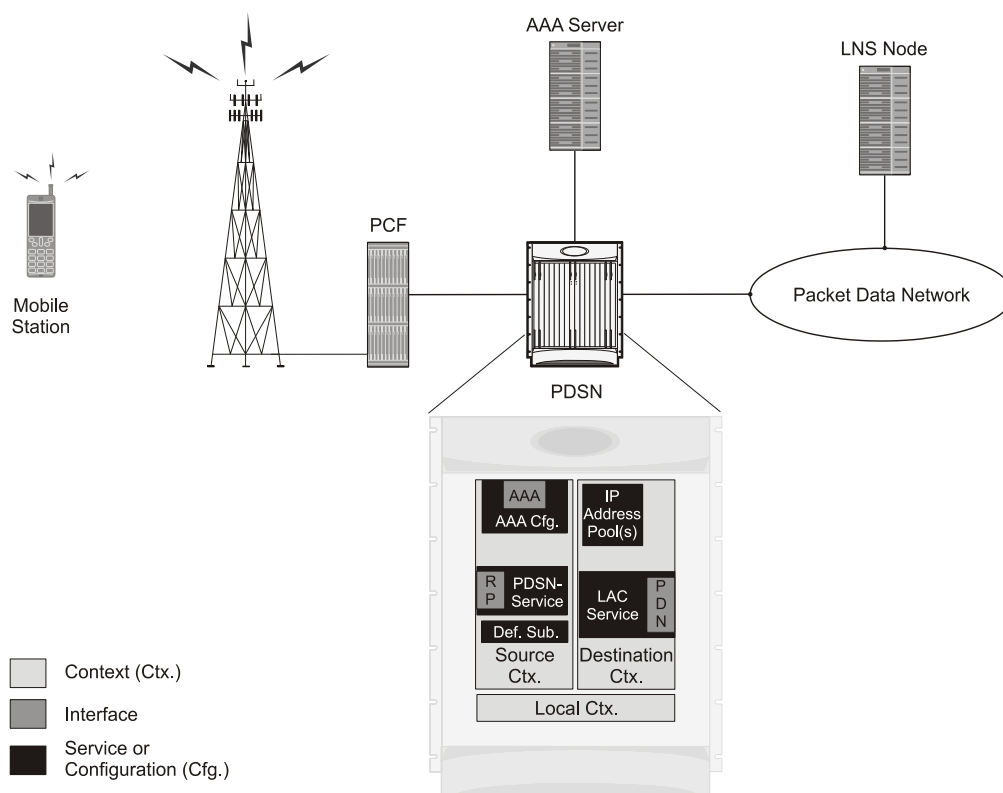 AAA Server
LNS Node
PCF
Mobile
Station
Packet Data Network
PDSN
AAA
AAA Cfg.
IP
Address
Pool(s)
R
P
PDSN-
Service
LAC
Service
P
D
N
Def. Sub.
Source
Ctx.
Destination
Ctx.
Local Ctx.
Context (Ctx.)
Interface
Service or
Configuration (Cfg.)